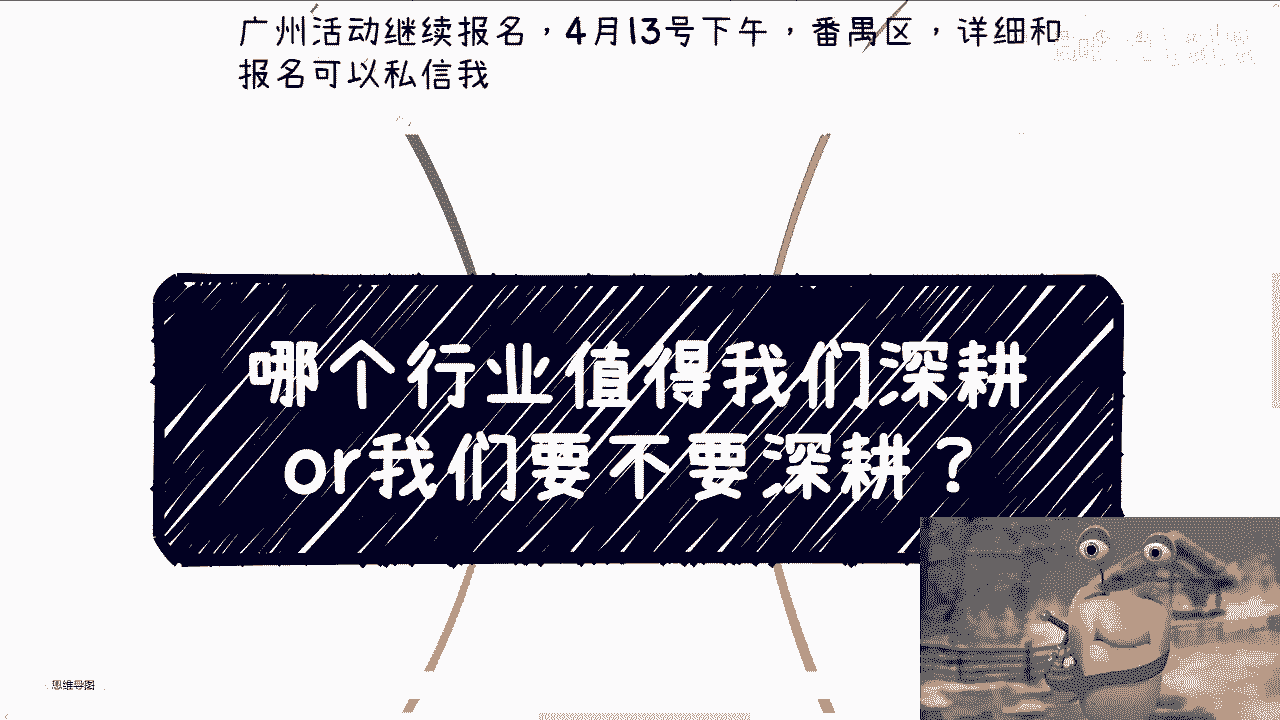 广州活动继续报名，4月13号下午，番禺区，详细和
报名可以私信我
哪个行业值得我们深耕
or我们要不要深耕？
思维导图